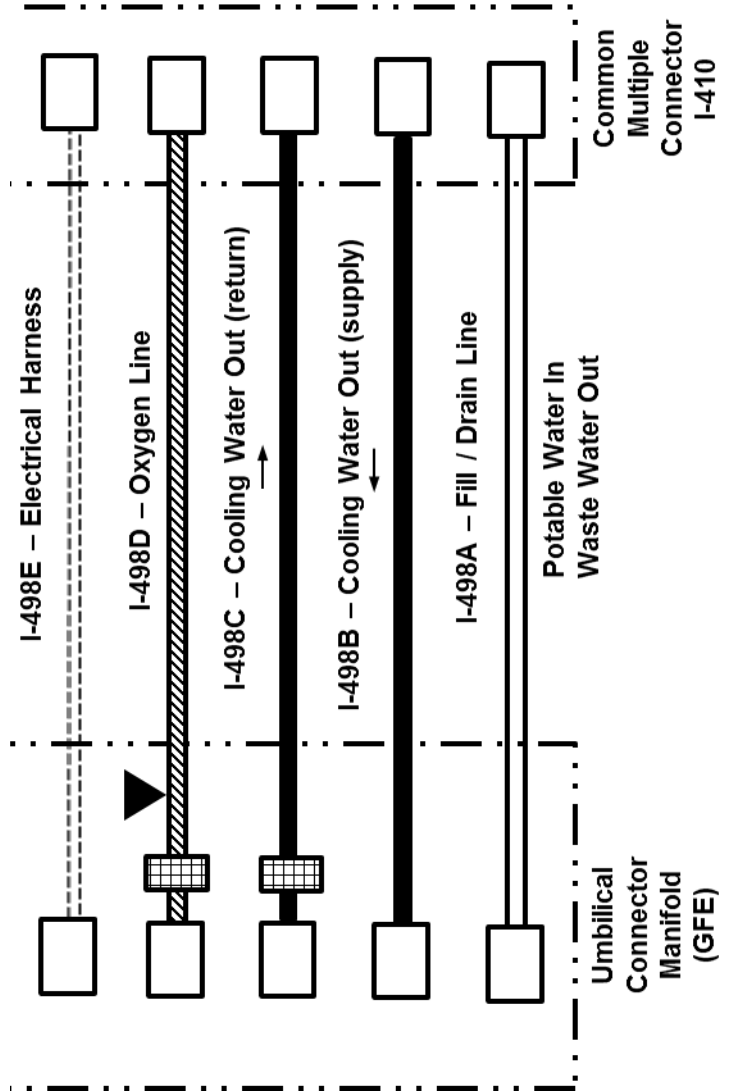 I-498E – Electrical Harness
I-498D – Oxygen Line
I-498C – Cooling Water Out (return)
I-498B – Cooling Water Out (supply)
I-498A – Fill / Drain Line
Potable Water In
Waste Water Out
Umbilical
Connector
Manifold
(GFE)
Common
Multiple
Connector
I-410